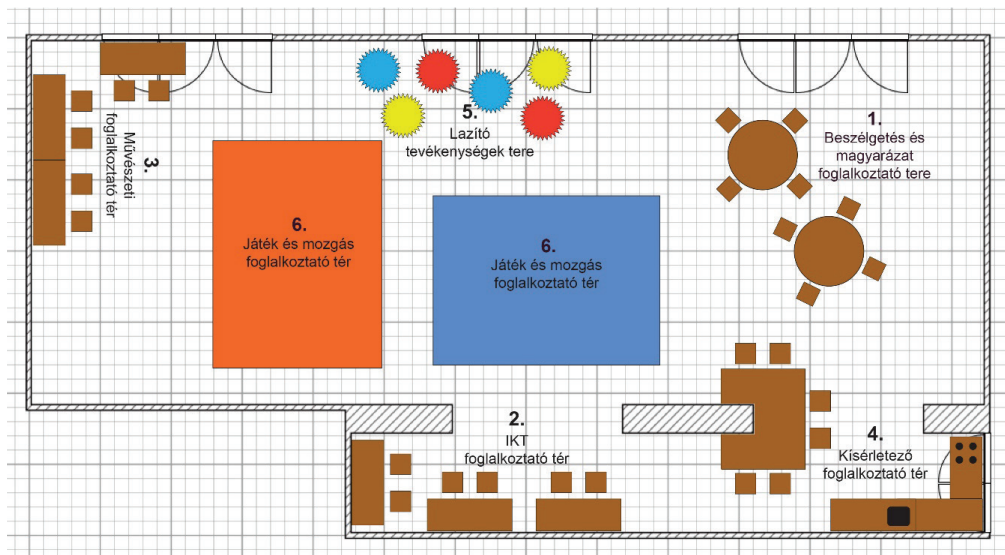 1.
Beszélgetés és
magyarázat
foglalkoztató tere
2.
IKT
foglalkoztató tér
3.
Művészeti
foglalkoztató tér
4.
Kísérletező
foglalkoztató tér
5.
Lazító
tevékenységek tere
6.
Játék és mozgás
foglalkoztató tér
6.
Játék és mozgás
foglalkoztató tér